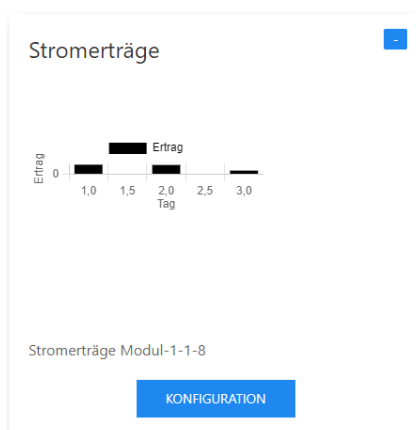 Stromerträge
-
Ertrag
Ertrag
0
1,0 1,5 2,0 2,5 3,0
Tag
Stromerträge Modul-1-1-8
KONFIGURATION